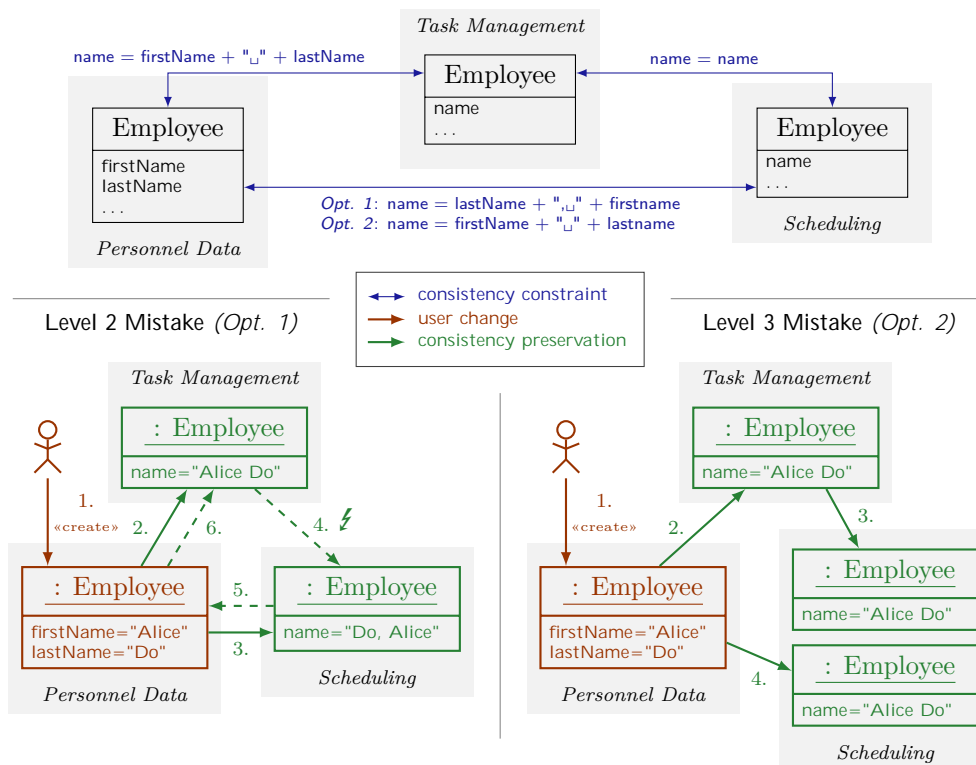 Task Management
name = firstName + "␣" + lastName
name = name
Employee
name
...
Employee
firstName
lastName
...
Personnel Data
Employee
name
...
Scheduling
Opt. 1: name = lastName + ",␣" + firstname
Opt. 2: name = firstName + "␣" + lastname
consistency constraint
user change
consistency preservation
Level 2 Mistake (Opt. 1)
Task Management
: Employee
name="Alice Do"
1.
«create»
2.
6.
4.
: Employee
firstName="Alice"
lastName="Do"
Personnel Data
5.
3.
: Employee
name="Do, Alice"
Scheduling
Level 3 Mistake (Opt. 2)
Task Management
: Employee
name="Alice Do"
1.
«create»
2.
3.
: Employee
firstName="Alice"
lastName="Do"
Personnel Data
4.
: Employee
name="Alice Do"
: Employee
name="Alice Do"
Scheduling